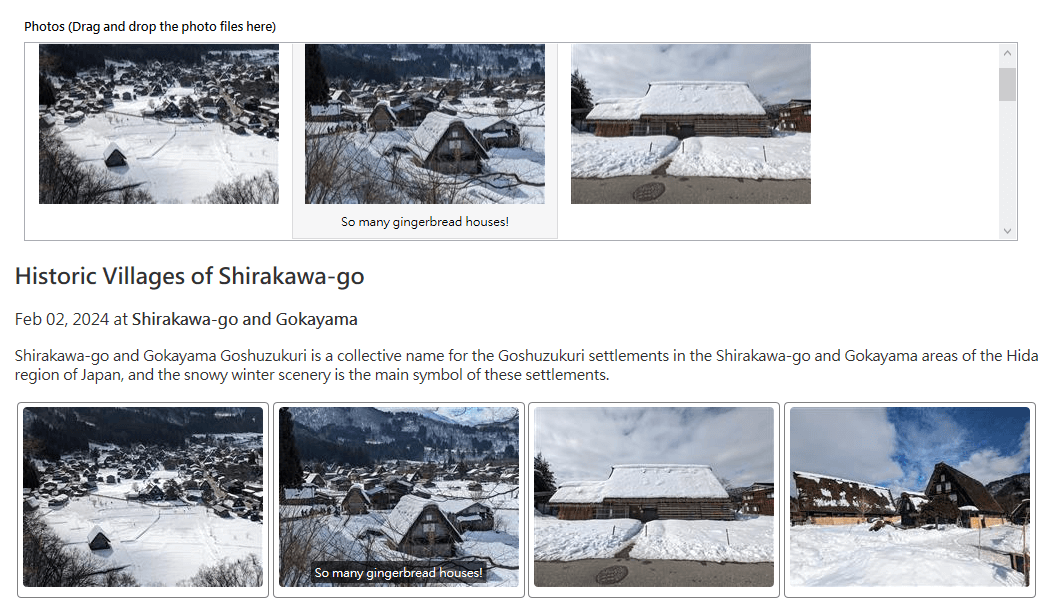 Photos (Drag and drop the photo files here)
So many gingerbread houses!
Historic Villages of Shirakawa-go
Feb 02, 2024 at Shirakawa-go and Gokayama
Shirakawa-go and Gokayama Goshuzukuri is a collective name for the Goshuzukuri settlements in the Shirakawa-go and Gokayama areas of the Hida
region of Japan, and the snowy winter scenery is the main symbol of these settlements.
So many gingerbread houses!